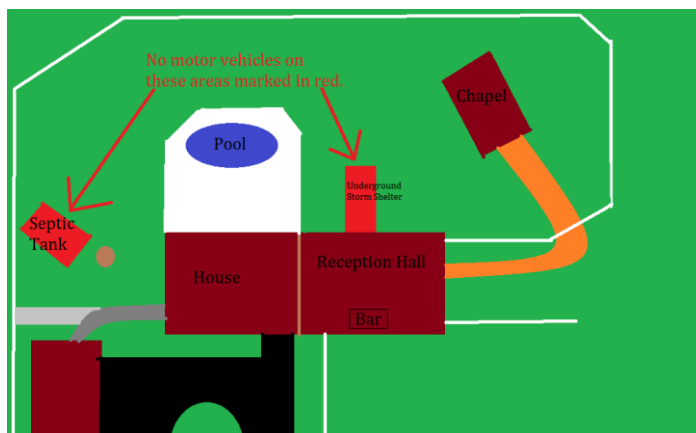 No motor vehicles on
these areas marked in red.
Chapel
Pool
Underground
Storm Shelter
Septic
Tank
House
Reception Hall
Bar